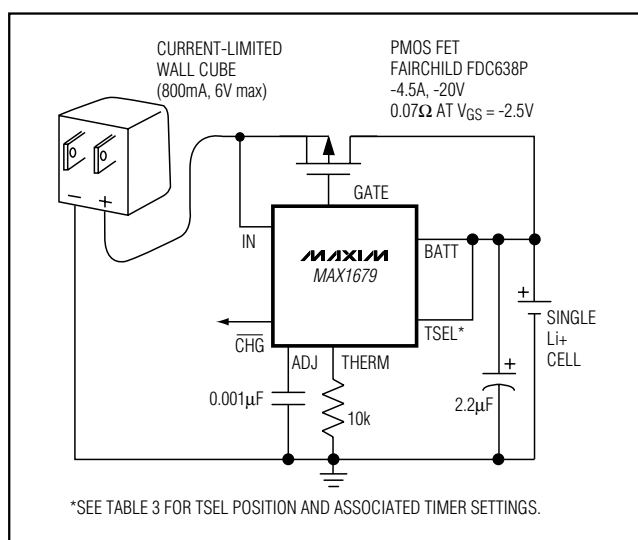 CURRENT-LIMITED
WALL CUBE
(800mA, 6V max)
PMOS FET
FAIRCHILD FDC638P
-4.5A, -20V
0.07Ω AT VGS = -2.5V
− +
GATE
IN
MAXIM
MAX1679
BATT
TSEL*
CHG
ADJ
THERM
0.001μF
10k
+
2.2μF
+
SINGLE
Li+
CELL
*SEE TABLE 3 FOR TSEL POSITION AND ASSOCIATED TIMER SETTINGS.